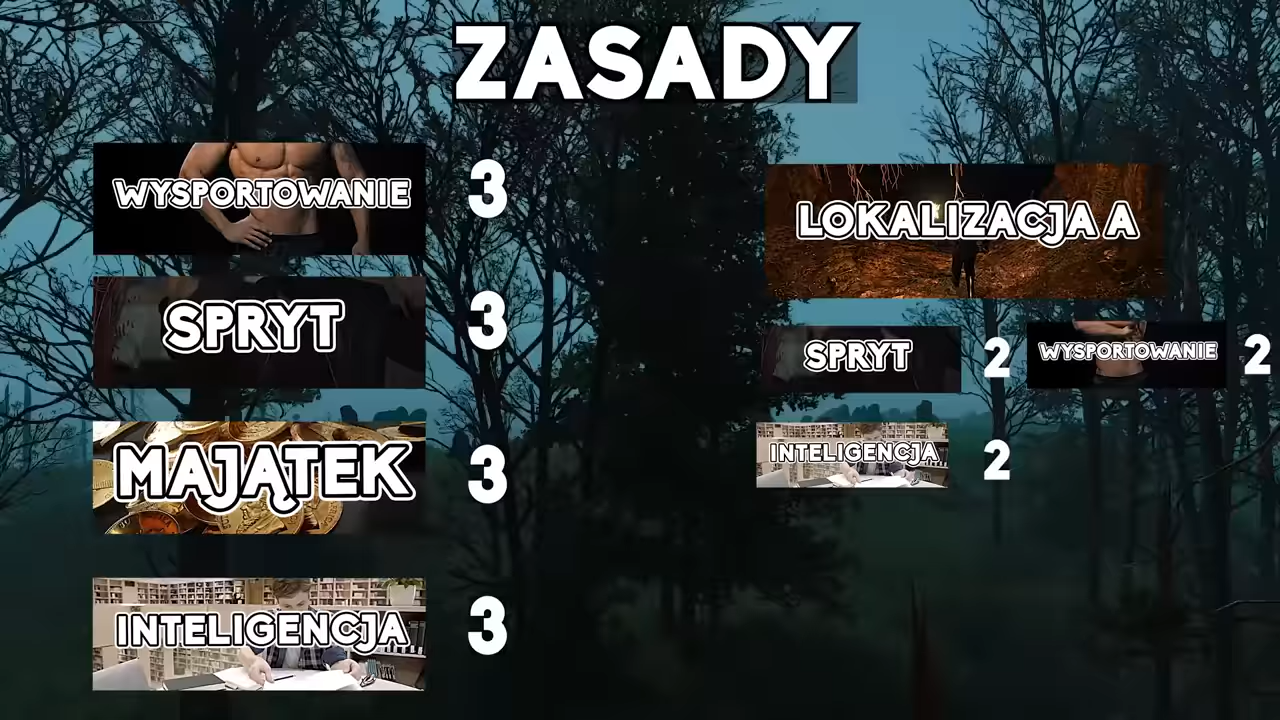 ZASADY
WYSPORTOWANIE 3
SPRYT 3
MAJĄTEK 3
INTELIGENCJA 3
LOKALIZACJA A
SPRYT 2 WYSPORTOWANIE 2
INTELIGENCJA 2